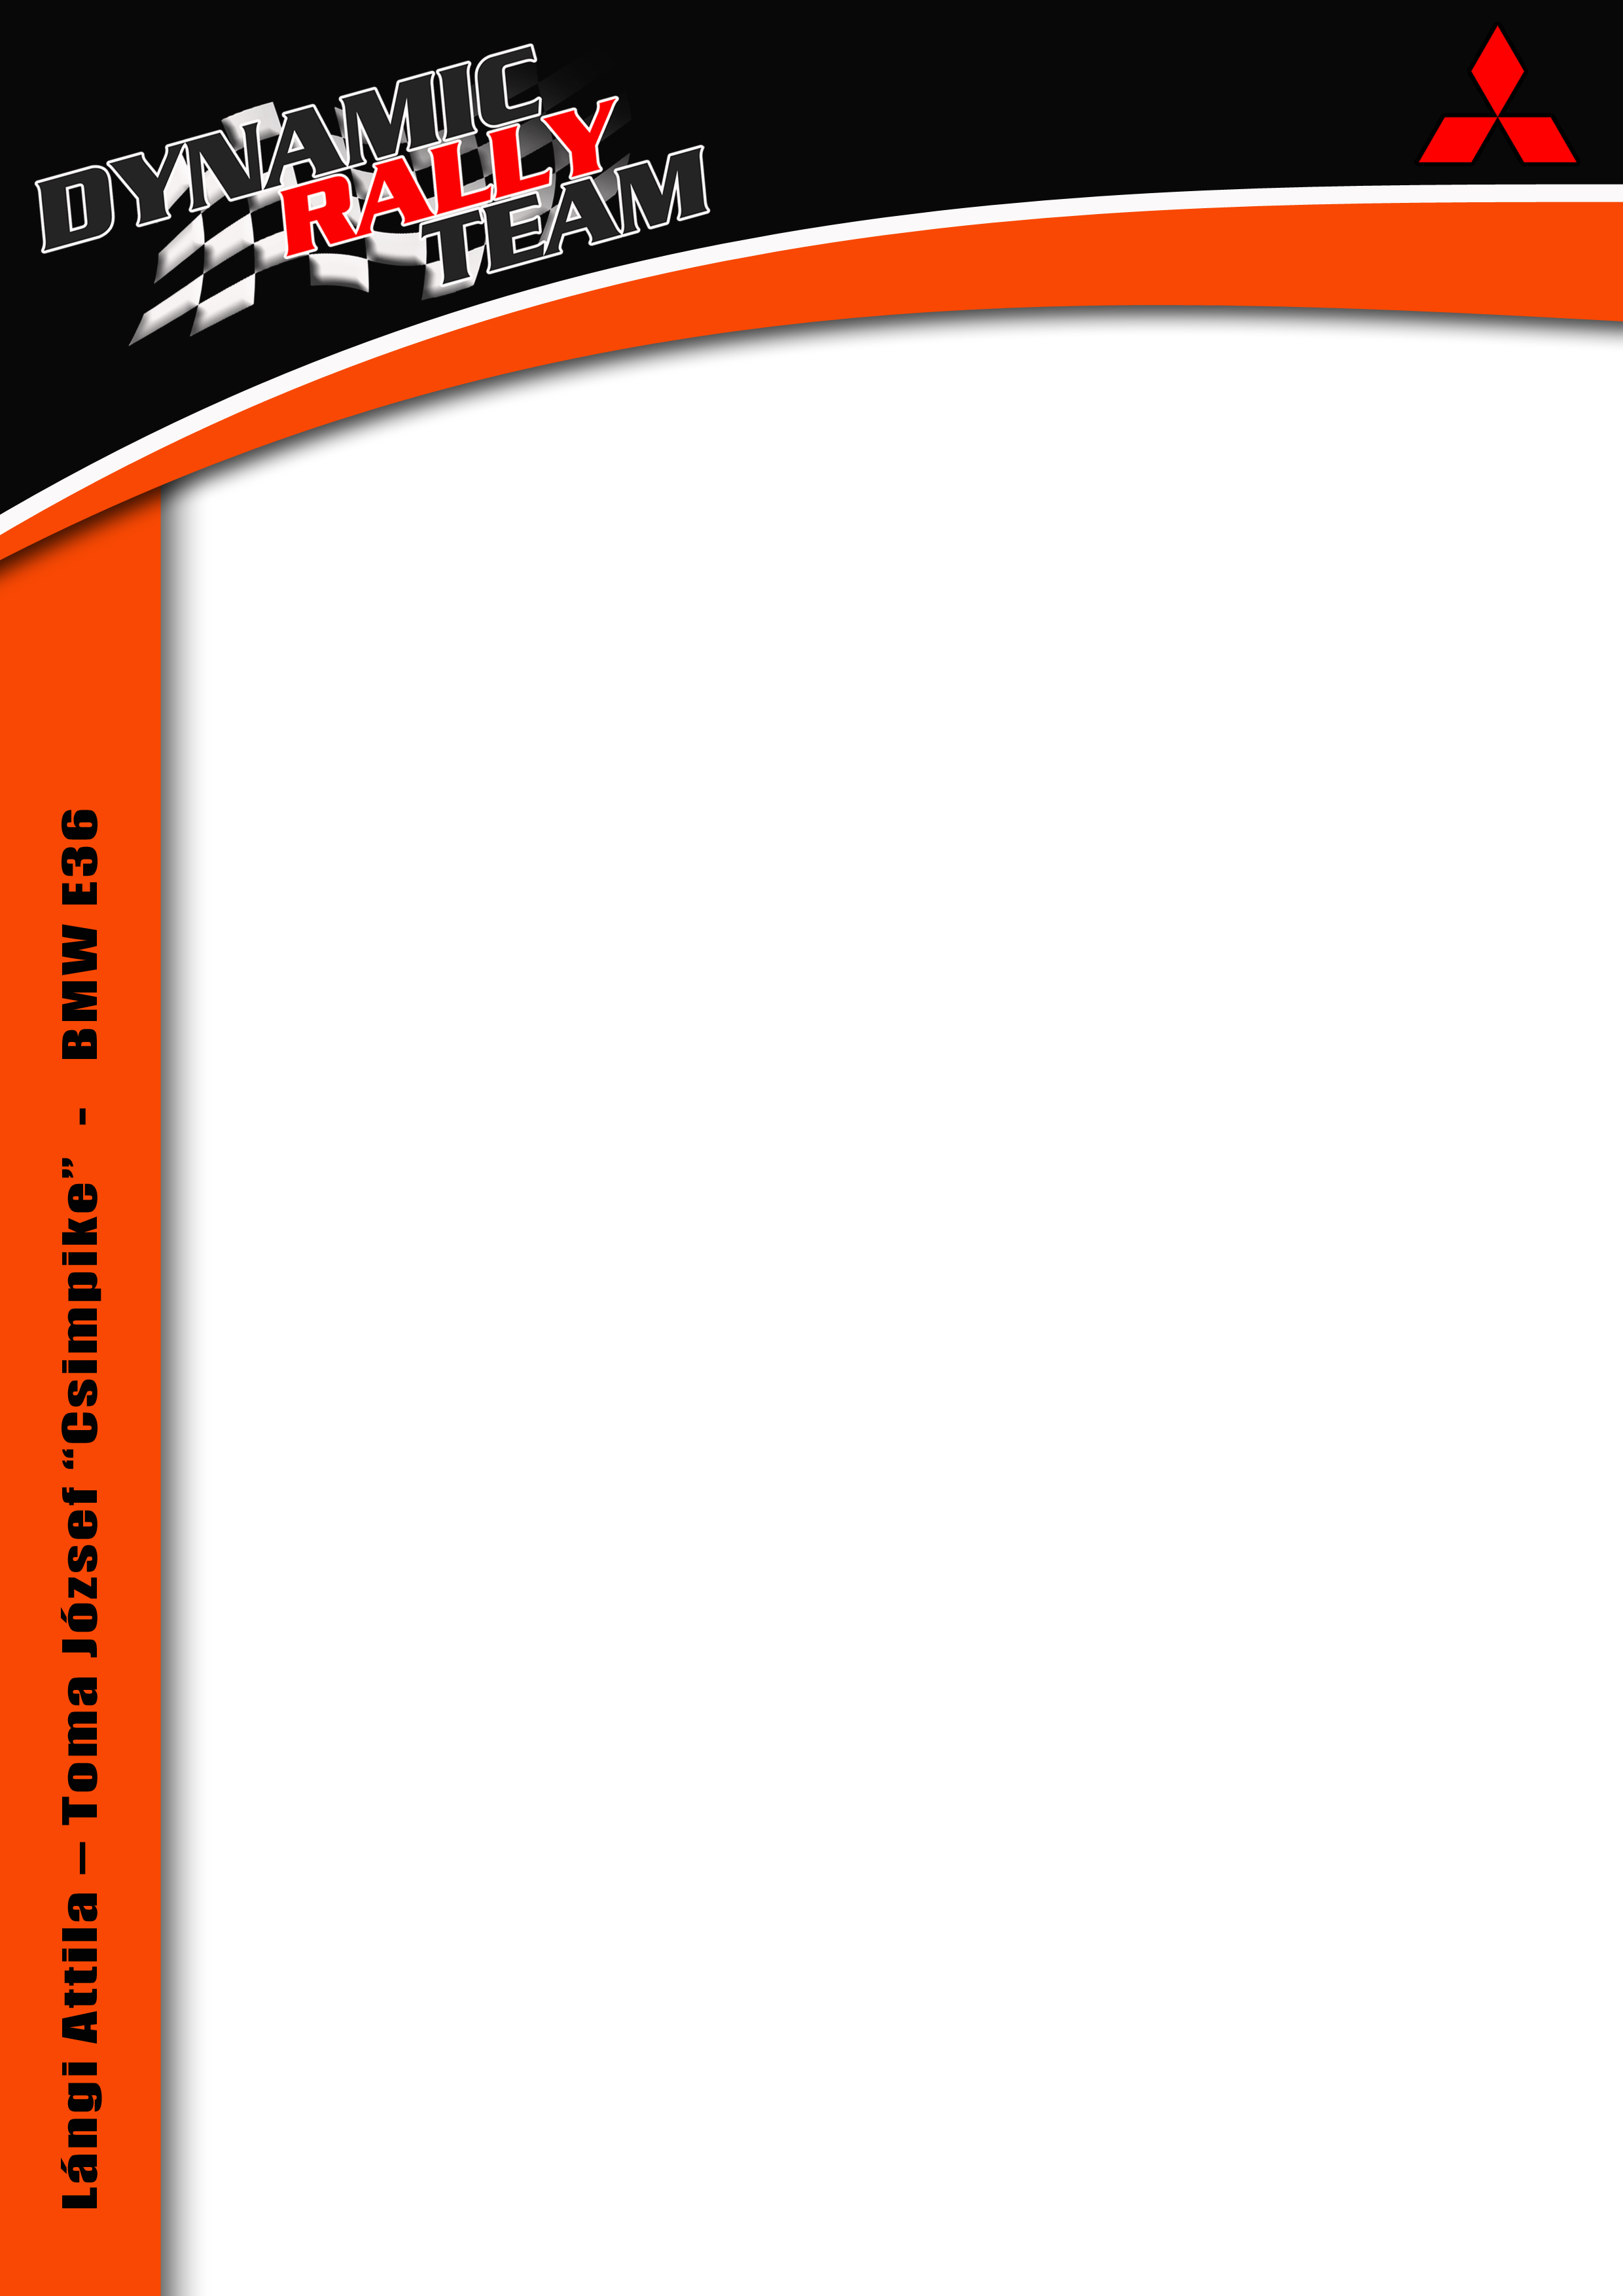 DYNAMIC
RALLY
TEAM
Lángi Attila – Toma József “Csimpike” - BMW E36